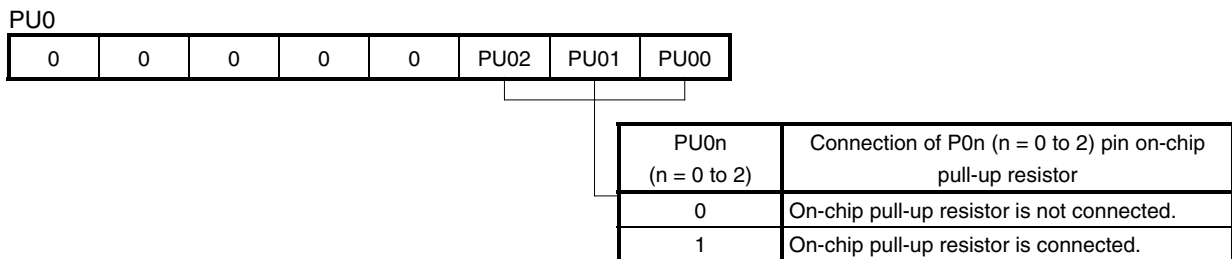 PU0
0 0 0 0 0 PU02 PU01 PU00
PU0n Connection of P0n (n = 0 to 2) pin on-chip
(n = 0 to 2) pull-up resistor
0 On-chip pull-up resistor is not connected.
1 On-chip pull-up resistor is connected.